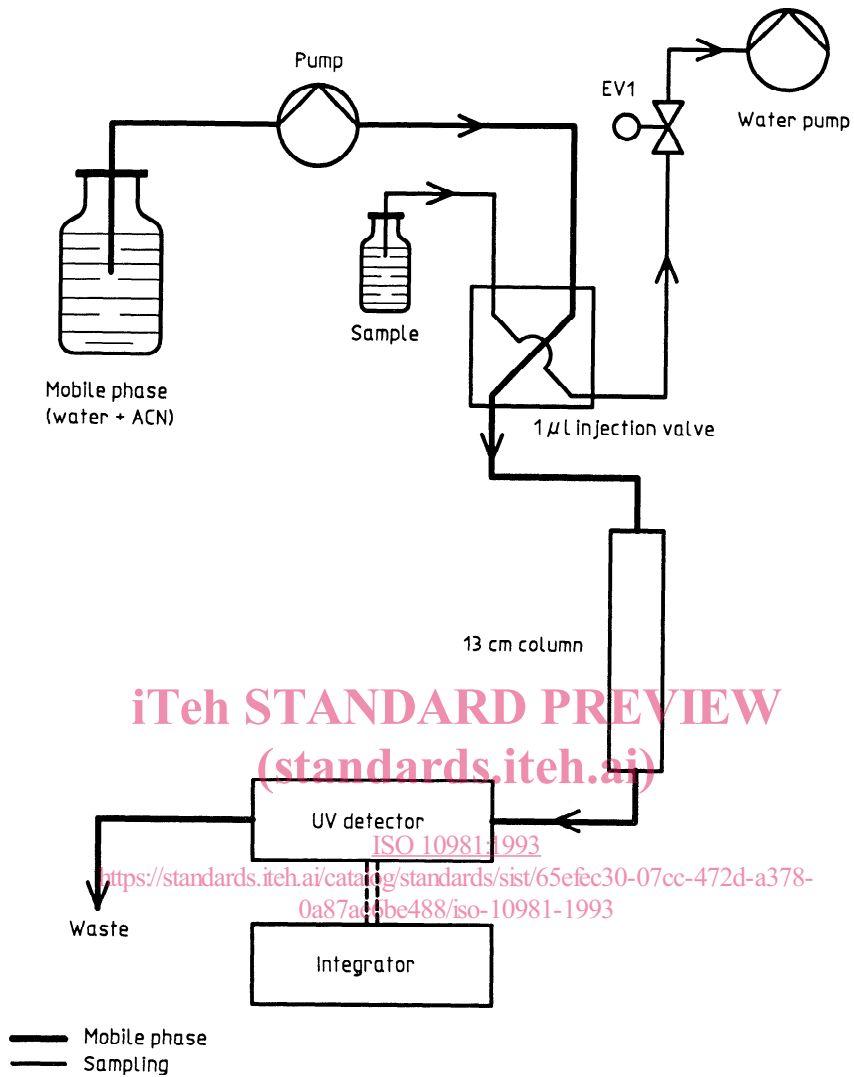 Pump
EV1
Water pump
Sample
Mobile phase
(water + ACN)
1 µl injection valve
13 cm column
iTeh STANDARD PREVIEW
(standards.iteh.ai)
UV detector
ISO 10981:1993
https://standards.iteh.ai/catalog/standards/sist/65efec30-07cc-472d-a378-
0a87ae6be488/iso-10981-1993
Waste
Integrator
Mobile phase
Sampling